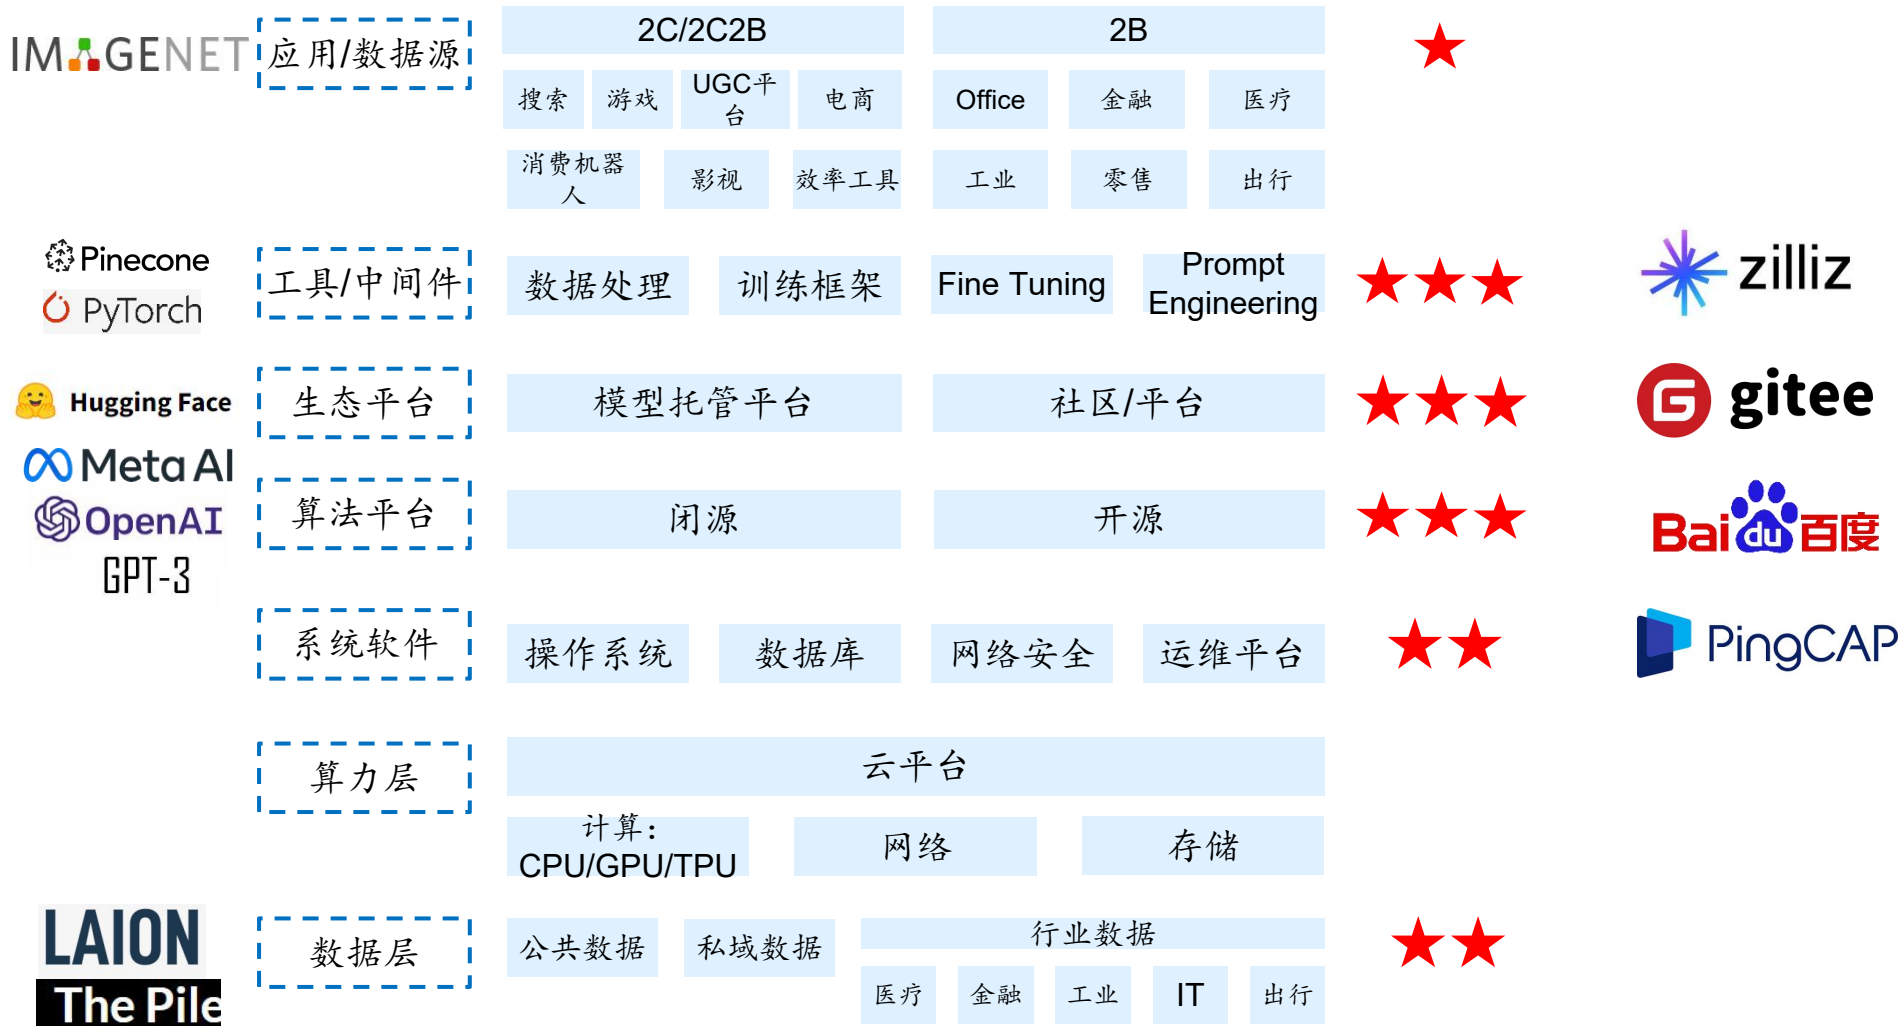 IMAGENET
应用/数据源
2C/2C2B
2B
搜索
游戏
UGC平
台
电商
Office
金融
医疗
消费机器
人
影视
效率工具
工业
零售
出行
Pinecone
PyTorch
工具/中间件
数据处理
训练框架
Fine Tuning
Prompt
Engineering
zilliz
Hugging Face
生态平台
模型托管平台
社区/平台
G
gitee
Meta AI
OpenAI
GPT-3
算法平台
闭源
开源
Bai du 百度
系统软件
操作系统
数据库
网络安全
运维平台
PingCAP
算力层
云平台
计算：
CPU/GPU/TPU
网络
存储
LAION
The Pile
数据层
公共数据
私域数据
行业数据
医疗
金融
工业
IT
出行